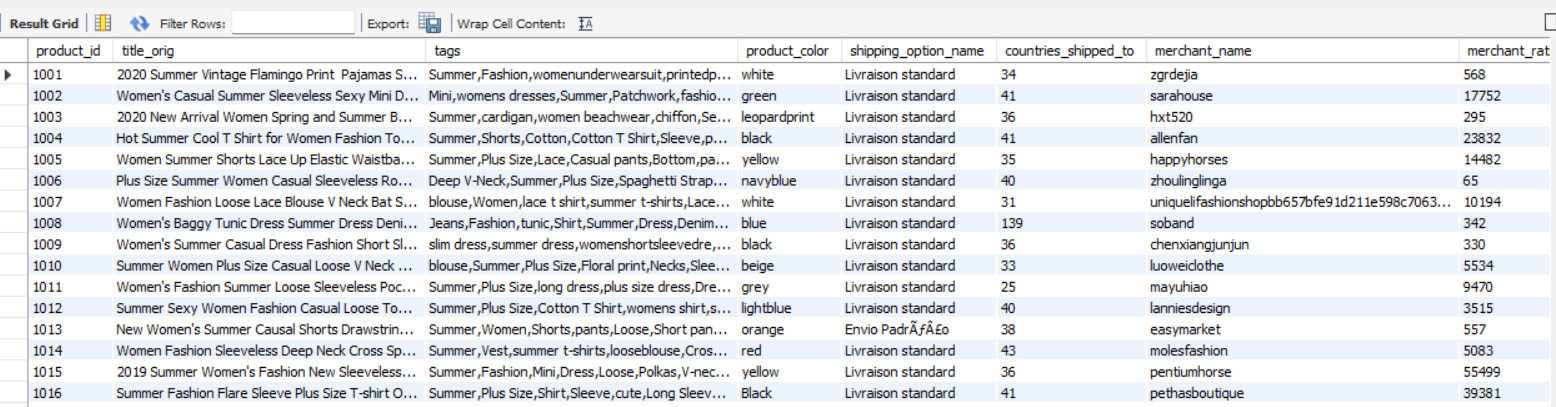 Result Grid Filter Rows: Export: Wrap Cell Content:
product_id title_orig tags product_color shipping_option_name countries_shipped_to merchant_name merchant_rat
1001 2020 Summer Vintage Flamingo Print Pajamas S... Summer,Fashion,womenunderwearsuit,printedp... white Livraison standard 34 zgrdejia 568
1002 Women's Casual Summer Sleeveless Sexy Mini D... Mini,womens dresses,Summer,Patchwork,fashio... green Livraison standard 41 sarahouse 17752
1003 2020 New Arrival Women Spring and Summer B... Summer,cardigan,women beachwear,chiffon,Se... leopardprint Livraison standard 36 hxt520 295
1004 Hot Summer Cool T Shirt for Women Fashion To... Summer,Shorts,Cotton,Cotton T Shirt,Sleeve,p... black Livraison standard 41 allenfan 23832
1005 Women Summer Shorts Lace Up Elastic Waistba... Summer,Plus Size,Lace,Casual pants,Bottom,pa... yellow Livraison standard 35 happyhorses 14482
1006 Plus Size Summer Women Casual Sleeveless Ro... Deep V-Neck,Summer,Plus Size,Spaghetti Strap... navyblue Livraison standard 40 zhoulinglinga 65
1007 Women Fashion Loose Lace Blouse V Neck Bat S... blouse,Women,lace t shirt,summer t-shirts,Lace... white Livraison standard 31 uniquelifashionshopbb657bfe91d211e598c7063... 10194
1008 Women's Baggy Tunic Dress Summer Dress Deni... Jeans,Fashion,tunic,Shirt,Summer,Dress,Denim... blue Livraison standard 139 soband 342
1009 Women's Summer Casual Dress Fashion Short Sl... slim dress,summer dress,womenshortsleevedre,... black Livraison standard 36 chenxiangjunjun 330
1010 Summer Women Plus Size Casual Loose V Neck ... blouse,Summer,Plus Size,Floral print,Necks,Slee... beige Livraison standard 33 luoweiclothe 5534
1011 Women's Fashion Summer Loose Sleeveless Poc... Summer,Plus Size,long dress,plus size dress,Dre... grey Livraison standard 25 mayuhiao 9470
1012 Summer Sexy Women Fashion Casual Loose To... Summer,Plus Size,Cotton T Shirt,womens shirt,s... lightblue Livraison standard 40 lanniesdesign 3515
1013 New Women's Summer Causal Shorts Drawstrin... Summer,Women,Shorts,pants,Loose,Short pan... orange Envio PadrÃƒÂ£o 38 easymarket 557
1014 Women Fashion Sleeveless Deep Neck Cross Sp... Summer,Vest,summer t-shirts,looseblouse,Cros... red Livraison standard 43 molesfashion 5083
1015 2019 Summer Women's Fashion New Sleeveless... Summer,Fashion,Mini,Dress,Loose,Polkas,V-nec... yellow Livraison standard 36 pentiumhorse 55499
1016 Summer Fashion Flare Sleeve Plus Size T-shirt O... Summer,Plus Size,Shirt,Sleeve,cute,Long Sleev... Black Livraison standard 41 pethasboutique 39381